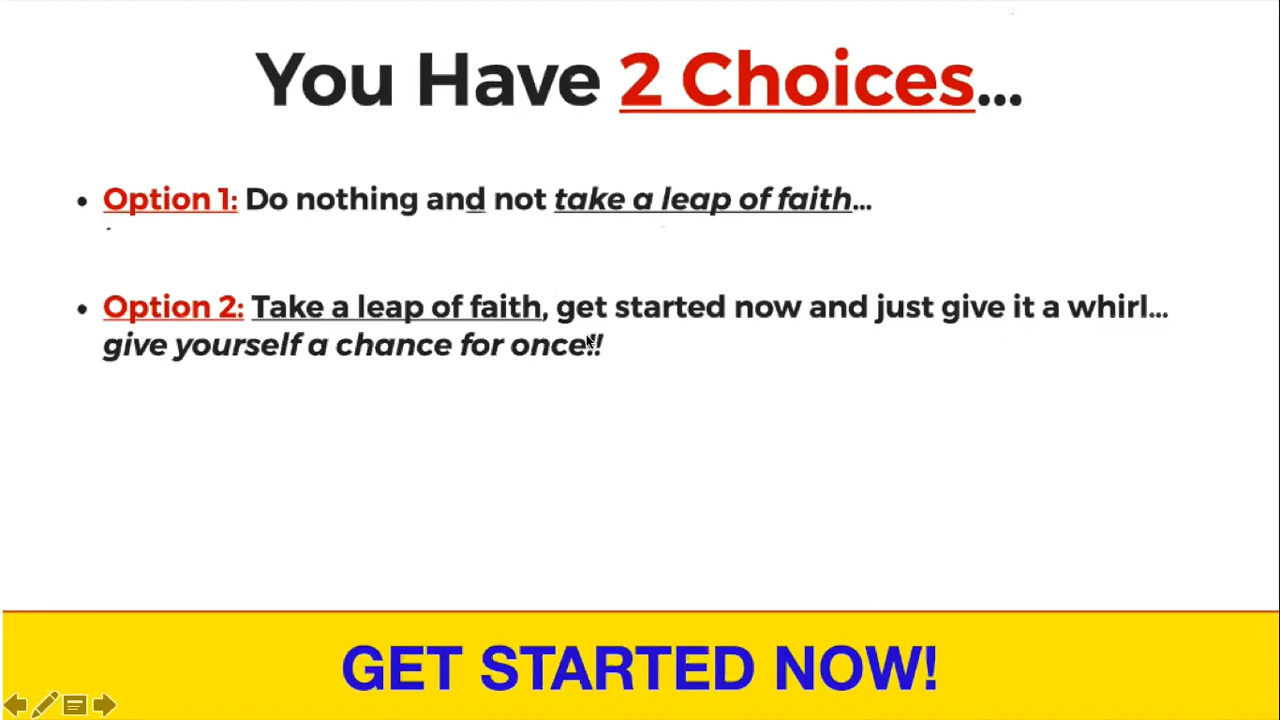 You Have 2 Choices...
• Option 1: Do nothing and not take a leap of faith...
• Option 2: Take a leap of faith, get started now and just give it a whirl...
give yourself a chance for once!!
GET STARTED NOW!